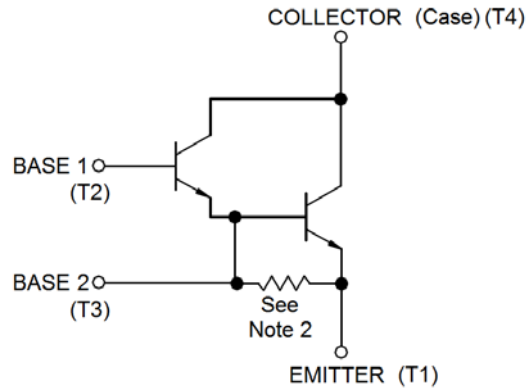 COLLECTOR (Case) (T4)
BASE 1
(T2)
BASE 2
(T3)
See
Note 2
EMITTER (T1)